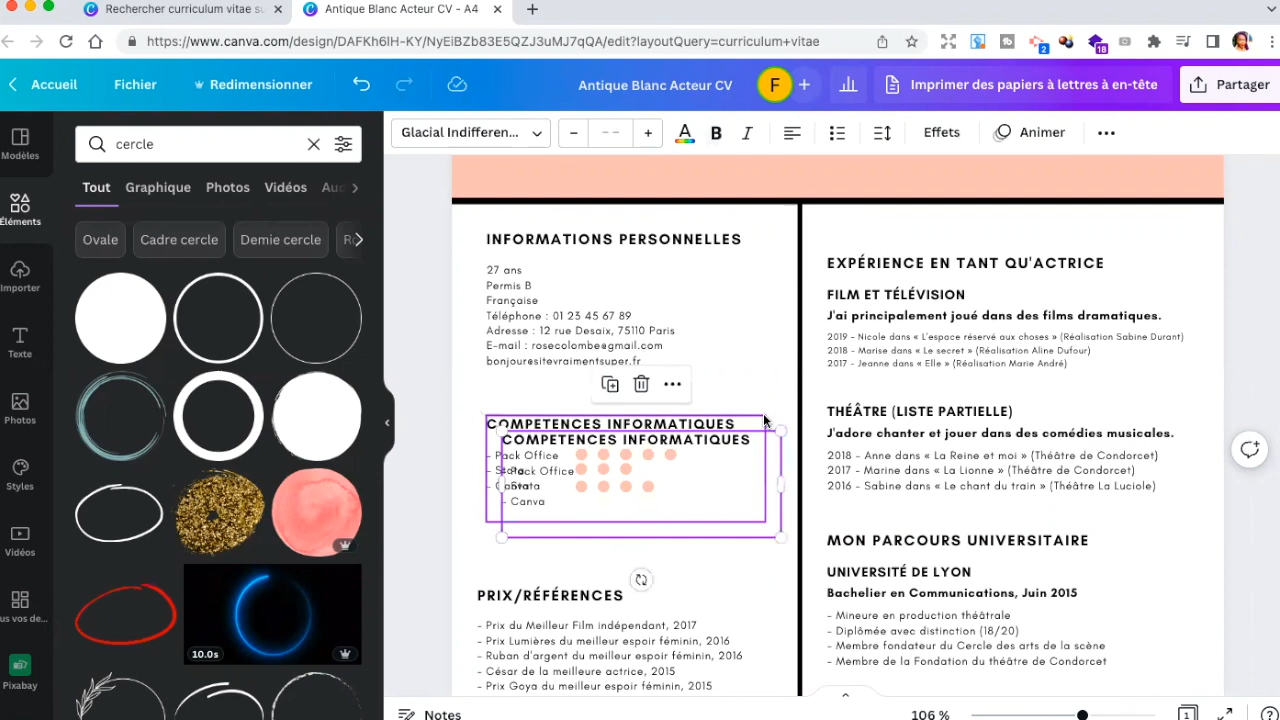 Rechercher curriculum vitae su
Antique Blanc Acteur CV - A4
https://www.canva.com/design/DAFKh6lH-KY/NyEiBZb83E5QZJ3uMJ7qQA/edit?layoutQuery=curriculum+vitae
2
18
Accueil
Fichier
Redimensionner
Antique Blanc Acteur CV
F
Imprimer des papiers à lettres à en-tête
Partager
Glacial Indifferen...
- -
A
B
I
Effets
Animer
Modèles
Éléments
Importer
Texte
Photos
Styles
Vidéos
us vos de...
Pixabay
cercle
Tout
Graphique
Photos
Vidéos
Au
Ovale
Cadre cercle
Demie cercle
10.0s
INFORMATIONS PERSONNELLES
27 ans
Permis B
Française
Téléphone : 01 23 45 67 89
Adresse : 12 rue Desaix, 75110 Paris
E-mail : rosecolombe@gmail.com
bonjouresitevraimentsuper.fr
COMPETENCES INFORMATIQUES
COMPETENCES INFORMATIQUES
- Pack Office
- Pack Office
- Stata
- Stata
- Canva
- Canva
PRIX/RÉFÉRENCES
- Prix du Meilleur Film indépendant, 2017
- Prix Lumières du meilleur espoir féminin, 2016
- Ruban d'argent du meilleur espoir féminin, 2016
- César de la meilleure actrice, 2015
- Prix Goya du meilleur espoir féminin, 2015
EXPÉRIENCE EN TANT QU'ACTRICE
FILM ET TÉLÉVISION
J'ai principalement joué dans des films dramatiques.
2019 - Nicole dans « L'espace réservé aux choses » (Réalisation Sabine Durant)
2018 - Marise dans « Le secret » (Réalisation Aline Dufour)
2017 - Jeanne dans « Elle » (Réalisation Marie André)
THÉÂTRE (LISTE PARTIELLE)
J'adore chanter et jouer dans des comédies musicales.
2018 - Anne dans « La Reine et moi » (Théâtre de Condorcet)
2017 - Marine dans « La Lionne » (Théâtre de Condorcet)
2016 - Sabine dans « Le chant du train » (Théâtre La Luciole)
MON PARCOURS UNIVERSITAIRE
UNIVERSITÉ DE LYON
Bachelier en Communications, Juin 2015
- Mineure en production théâtrale
- Diplômée avec distinction (18/20)
- Membre fondateur du Cercle des arts de la scène
- Membre de la Fondation du théâtre de Condorcet
Notes
106 %
1